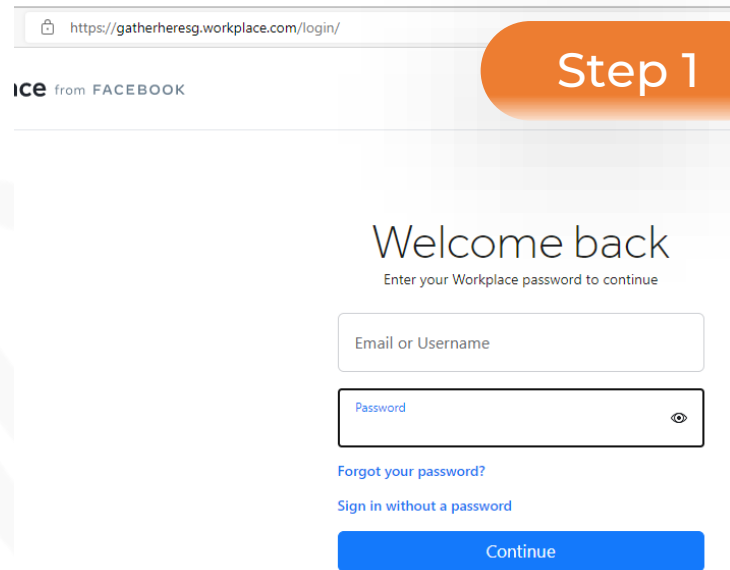 https://gatherheresg.workplace.com/login/
Step 1
ce from FACEBOOK
Welcome back
Enter your Workplace password to continue
Email or Username
Password
Forgot your password?
Sign in without a password
Continue